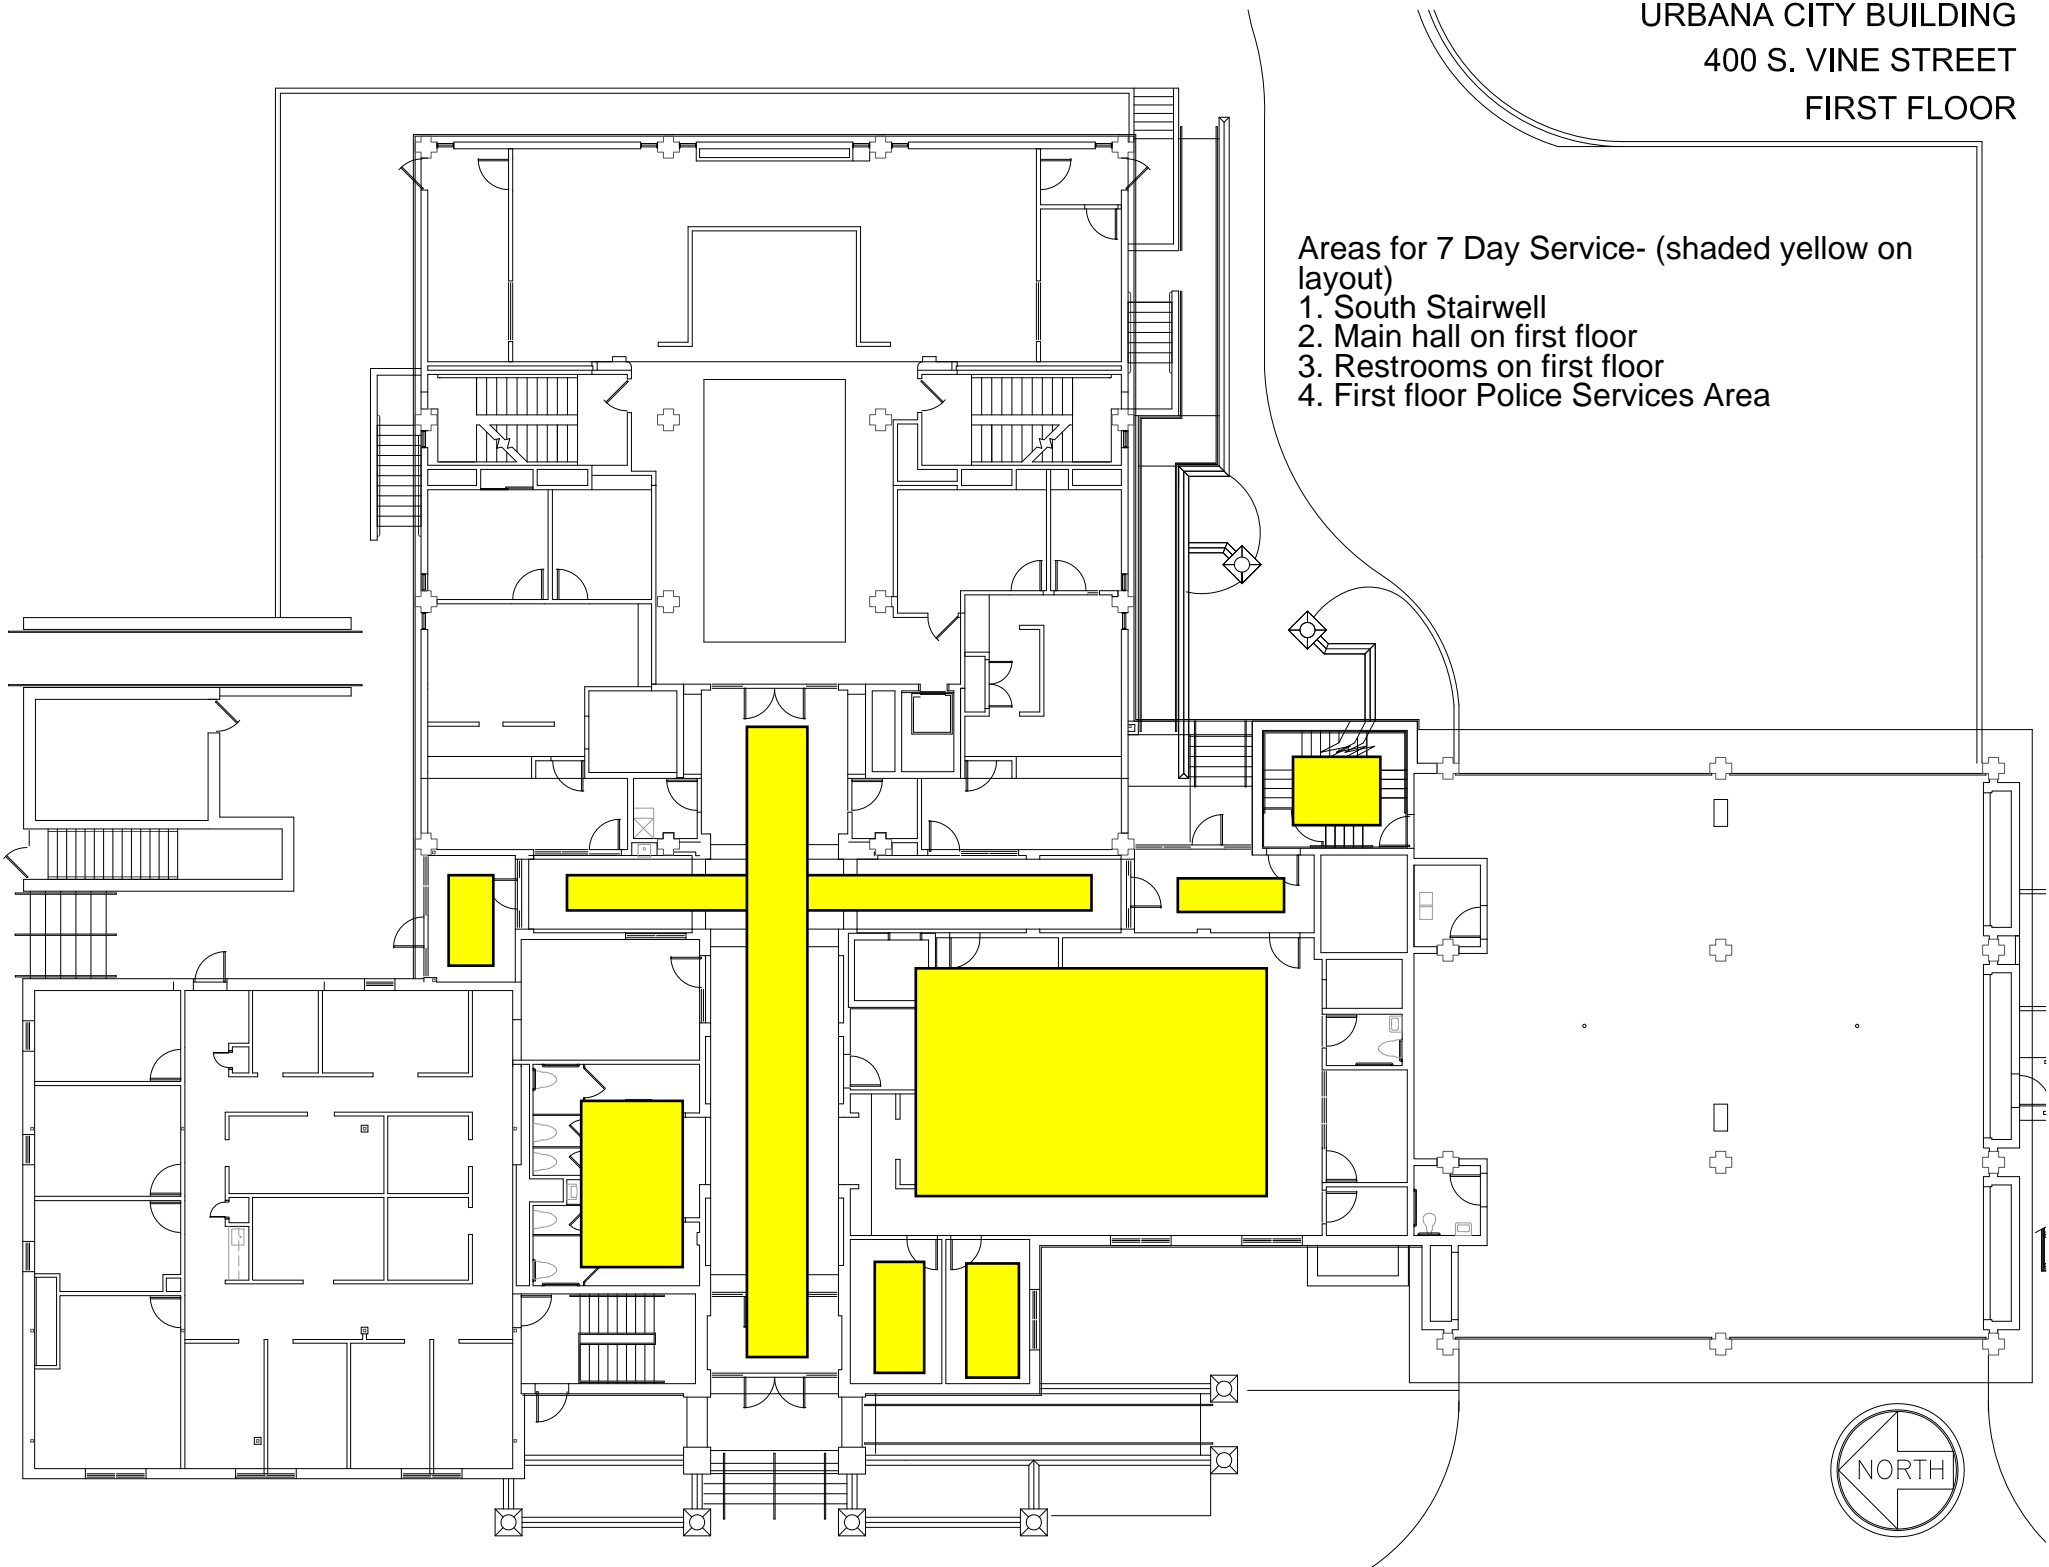 URBANA CITY BUILDING
400 S. VINE STREET
FIRST FLOOR
Areas for 7 Day Service- (shaded yellow on
layout)
1. South Stairwell
2. Main hall on first floor
3. Restrooms on first floor
4. First floor Police Services Area
NORTH